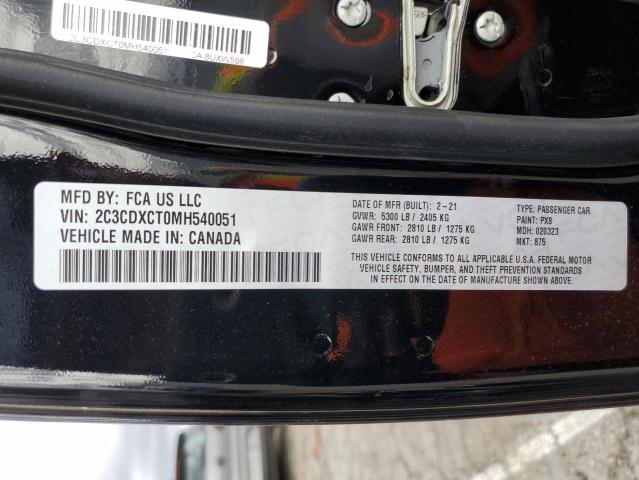 2C3CDXCT0MH540051
MFD BY: FCA US LLC
VIN: 2C3CDXCT0MH540051
VEHICLE MADE IN: CANADA
DATE OF MFR (BUILT): 2-21
GVWR: 5300 LB / 2405 KG
GAWR FRONT: 2810 LB / 1275 KG
GAWR REAR: 2810 LB / 1275 KG
TYPE: PASSENGER CAR
PAINT: PX8
MDH: 020323
MKT: 875
THIS VEHICLE CONFORMS TO ALL APPLICABLE U.S.A. FEDERAL MOTOR
VEHICLE SAFETY, BUMPER, AND THEFT PREVENTION STANDARDS
IN EFFECT ON THE DATE OF MANUFACTURE SHOWN ABOVE.